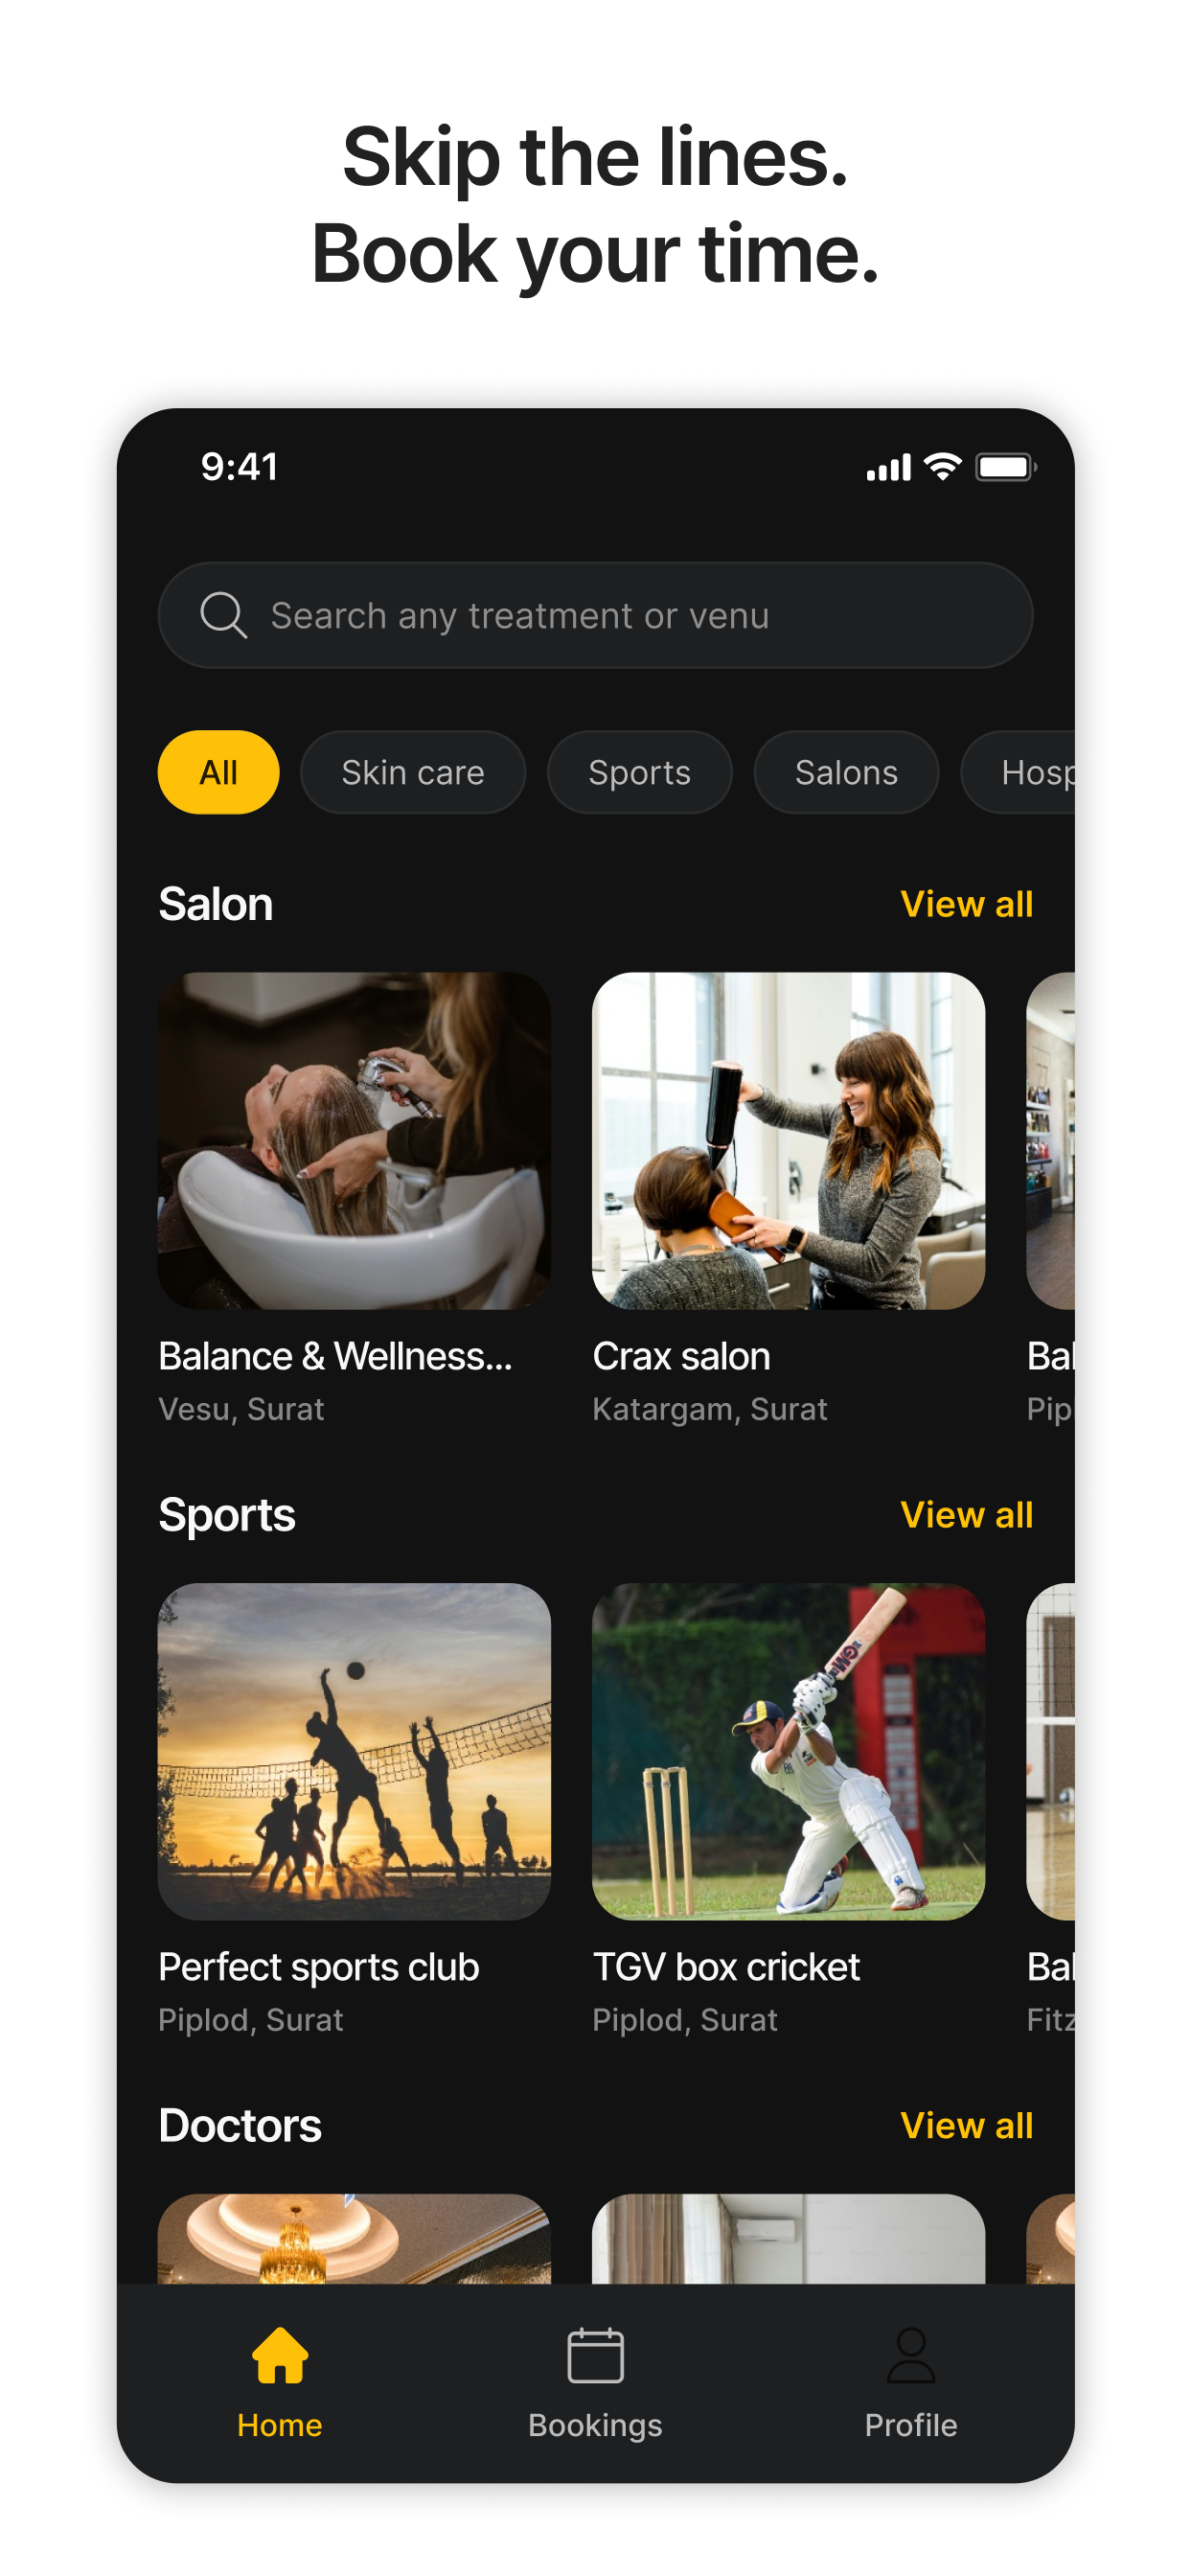 Skip the lines.
Book your time.
9:41
Search any treatment or venu
All Skin care Sports Salons Hosp
Salon View all
Balance & Wellness... Crax salon Bal
Vesu, Surat Katargam, Surat Pip
Sports View all
GM
Perfect sports club TGV box cricket Bal
Piplod, Surat Piplod, Surat Fitz
Doctors View all
Home Bookings Profile